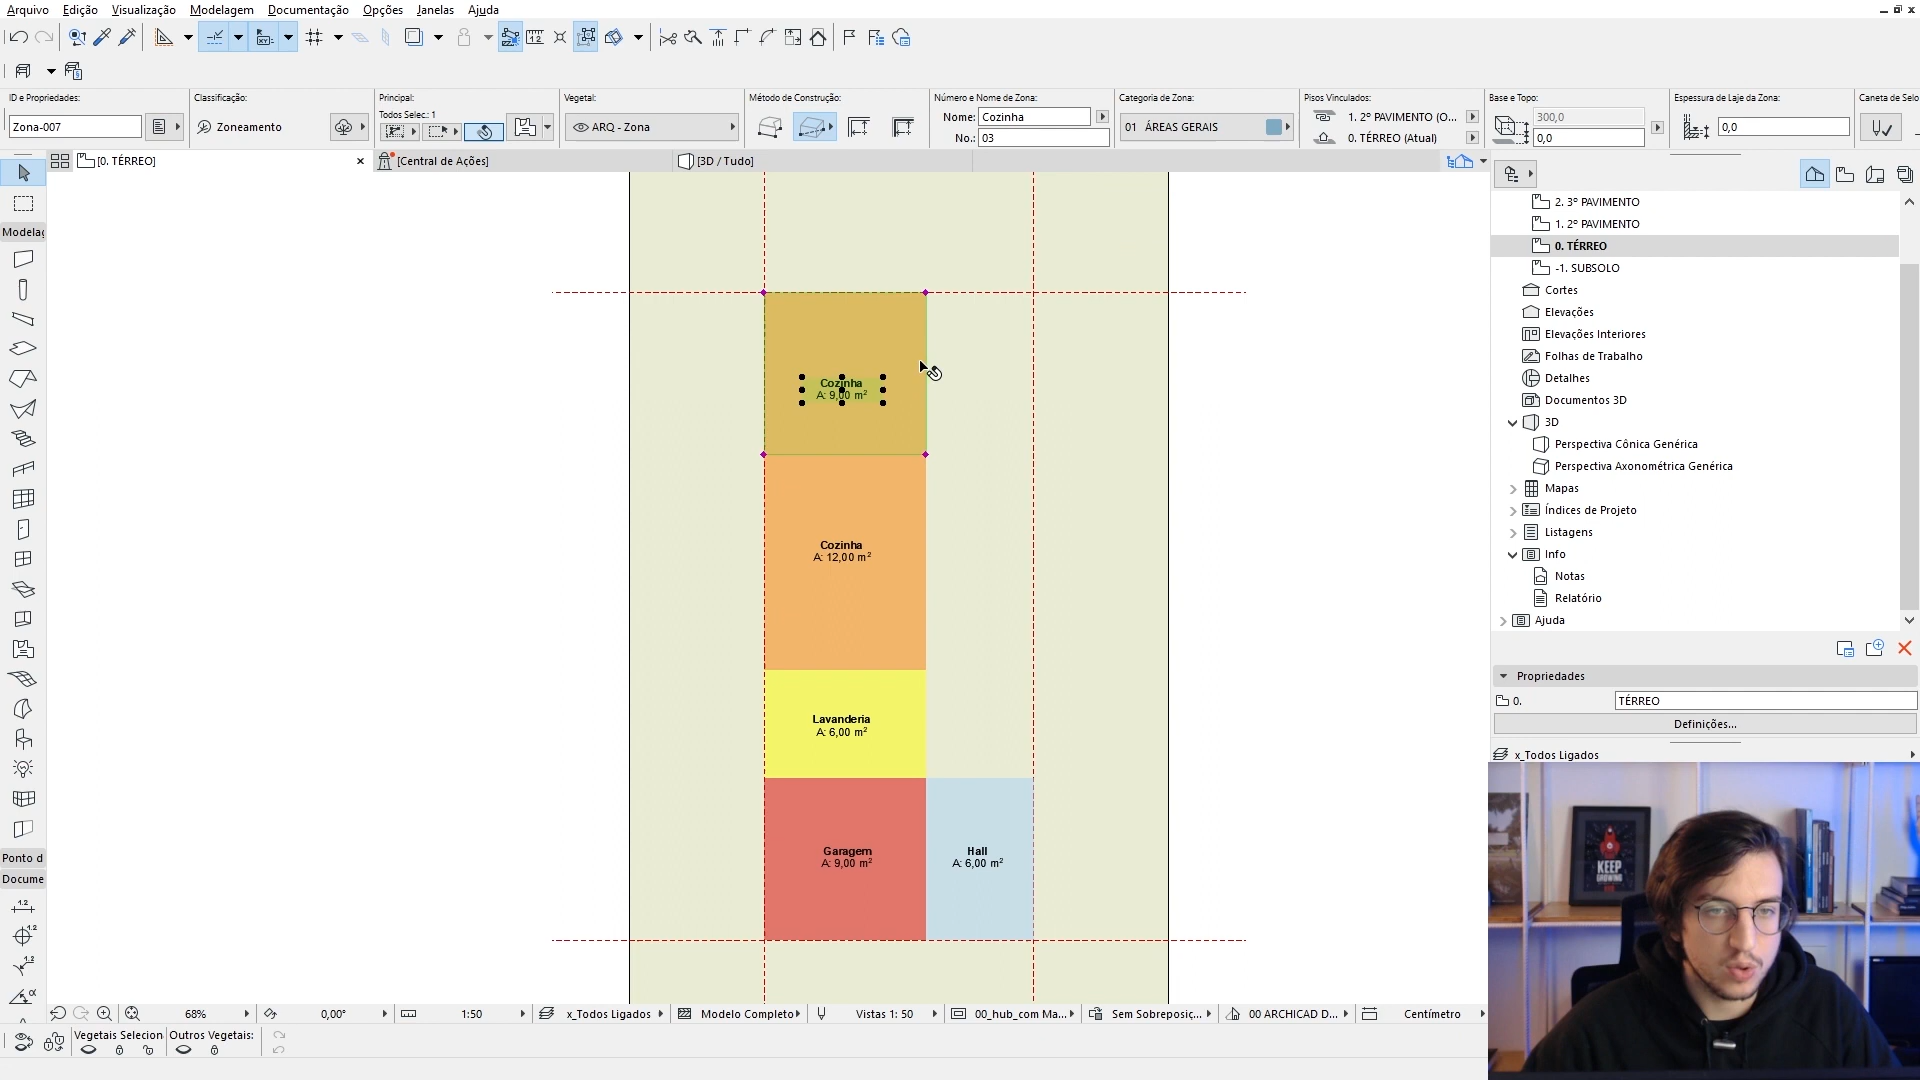 Arquivo Edição Visualização Modelagem Documentação Opções Janelas Ajuda
ID e Propriedades:
Zona-007
Classificação:
Zoneamento
Principal:
Todos Selec.: 1
Vegetal:
ARQ - Zona
Método de Construção:
Número e Nome de Zona:
Nome: Cozinha
No.: 03
Categoria de Zona:
01 ÁREAS GERAIS
Pisos Vinculados:
1. 2º PAVIMENTO (O...
0. TÉRREO (Atual)
Base e Topo:
300,0
0,0
Espessura de Laje da Zona:
0,0
Caneta de Selo
[0. TÉRREO]
[Central de Ações]
[3D / Tudo]
Modelaç
Ponto d
Docume
Cozinha
A: 9,00 m²
Cozinha
A: 12,00 m²
Lavanderia
A: 6,00 m²
Garagem
A: 9,00 m²
Hall
A: 6,00 m²
2. 3º PAVIMENTO
1. 2º PAVIMENTO
0. TÉRREO
-1. SUBSOLO
Cortes
Elevações
Elevações Interiores
Folhas de Trabalho
Detalhes
Documentos 3D
3D
Perspectiva Cônica Genérica
Perspectiva Axonométrica Genérica
Mapas
Índices de Projeto
Listagens
Info
Notas
Relatório
Ajuda
Propriedades
0. TÉRREO
Definições...
x_Todos Ligados
KEEP
GROWING
68% 0,00° 1:50 x_Todos Ligados Modelo Completo Vistas 1: 50 00_hub_com Ma... Sem Sobreposiç... 00 ARCHICAD D... Centímetro
Vegetais Selecion Outros Vegetais: